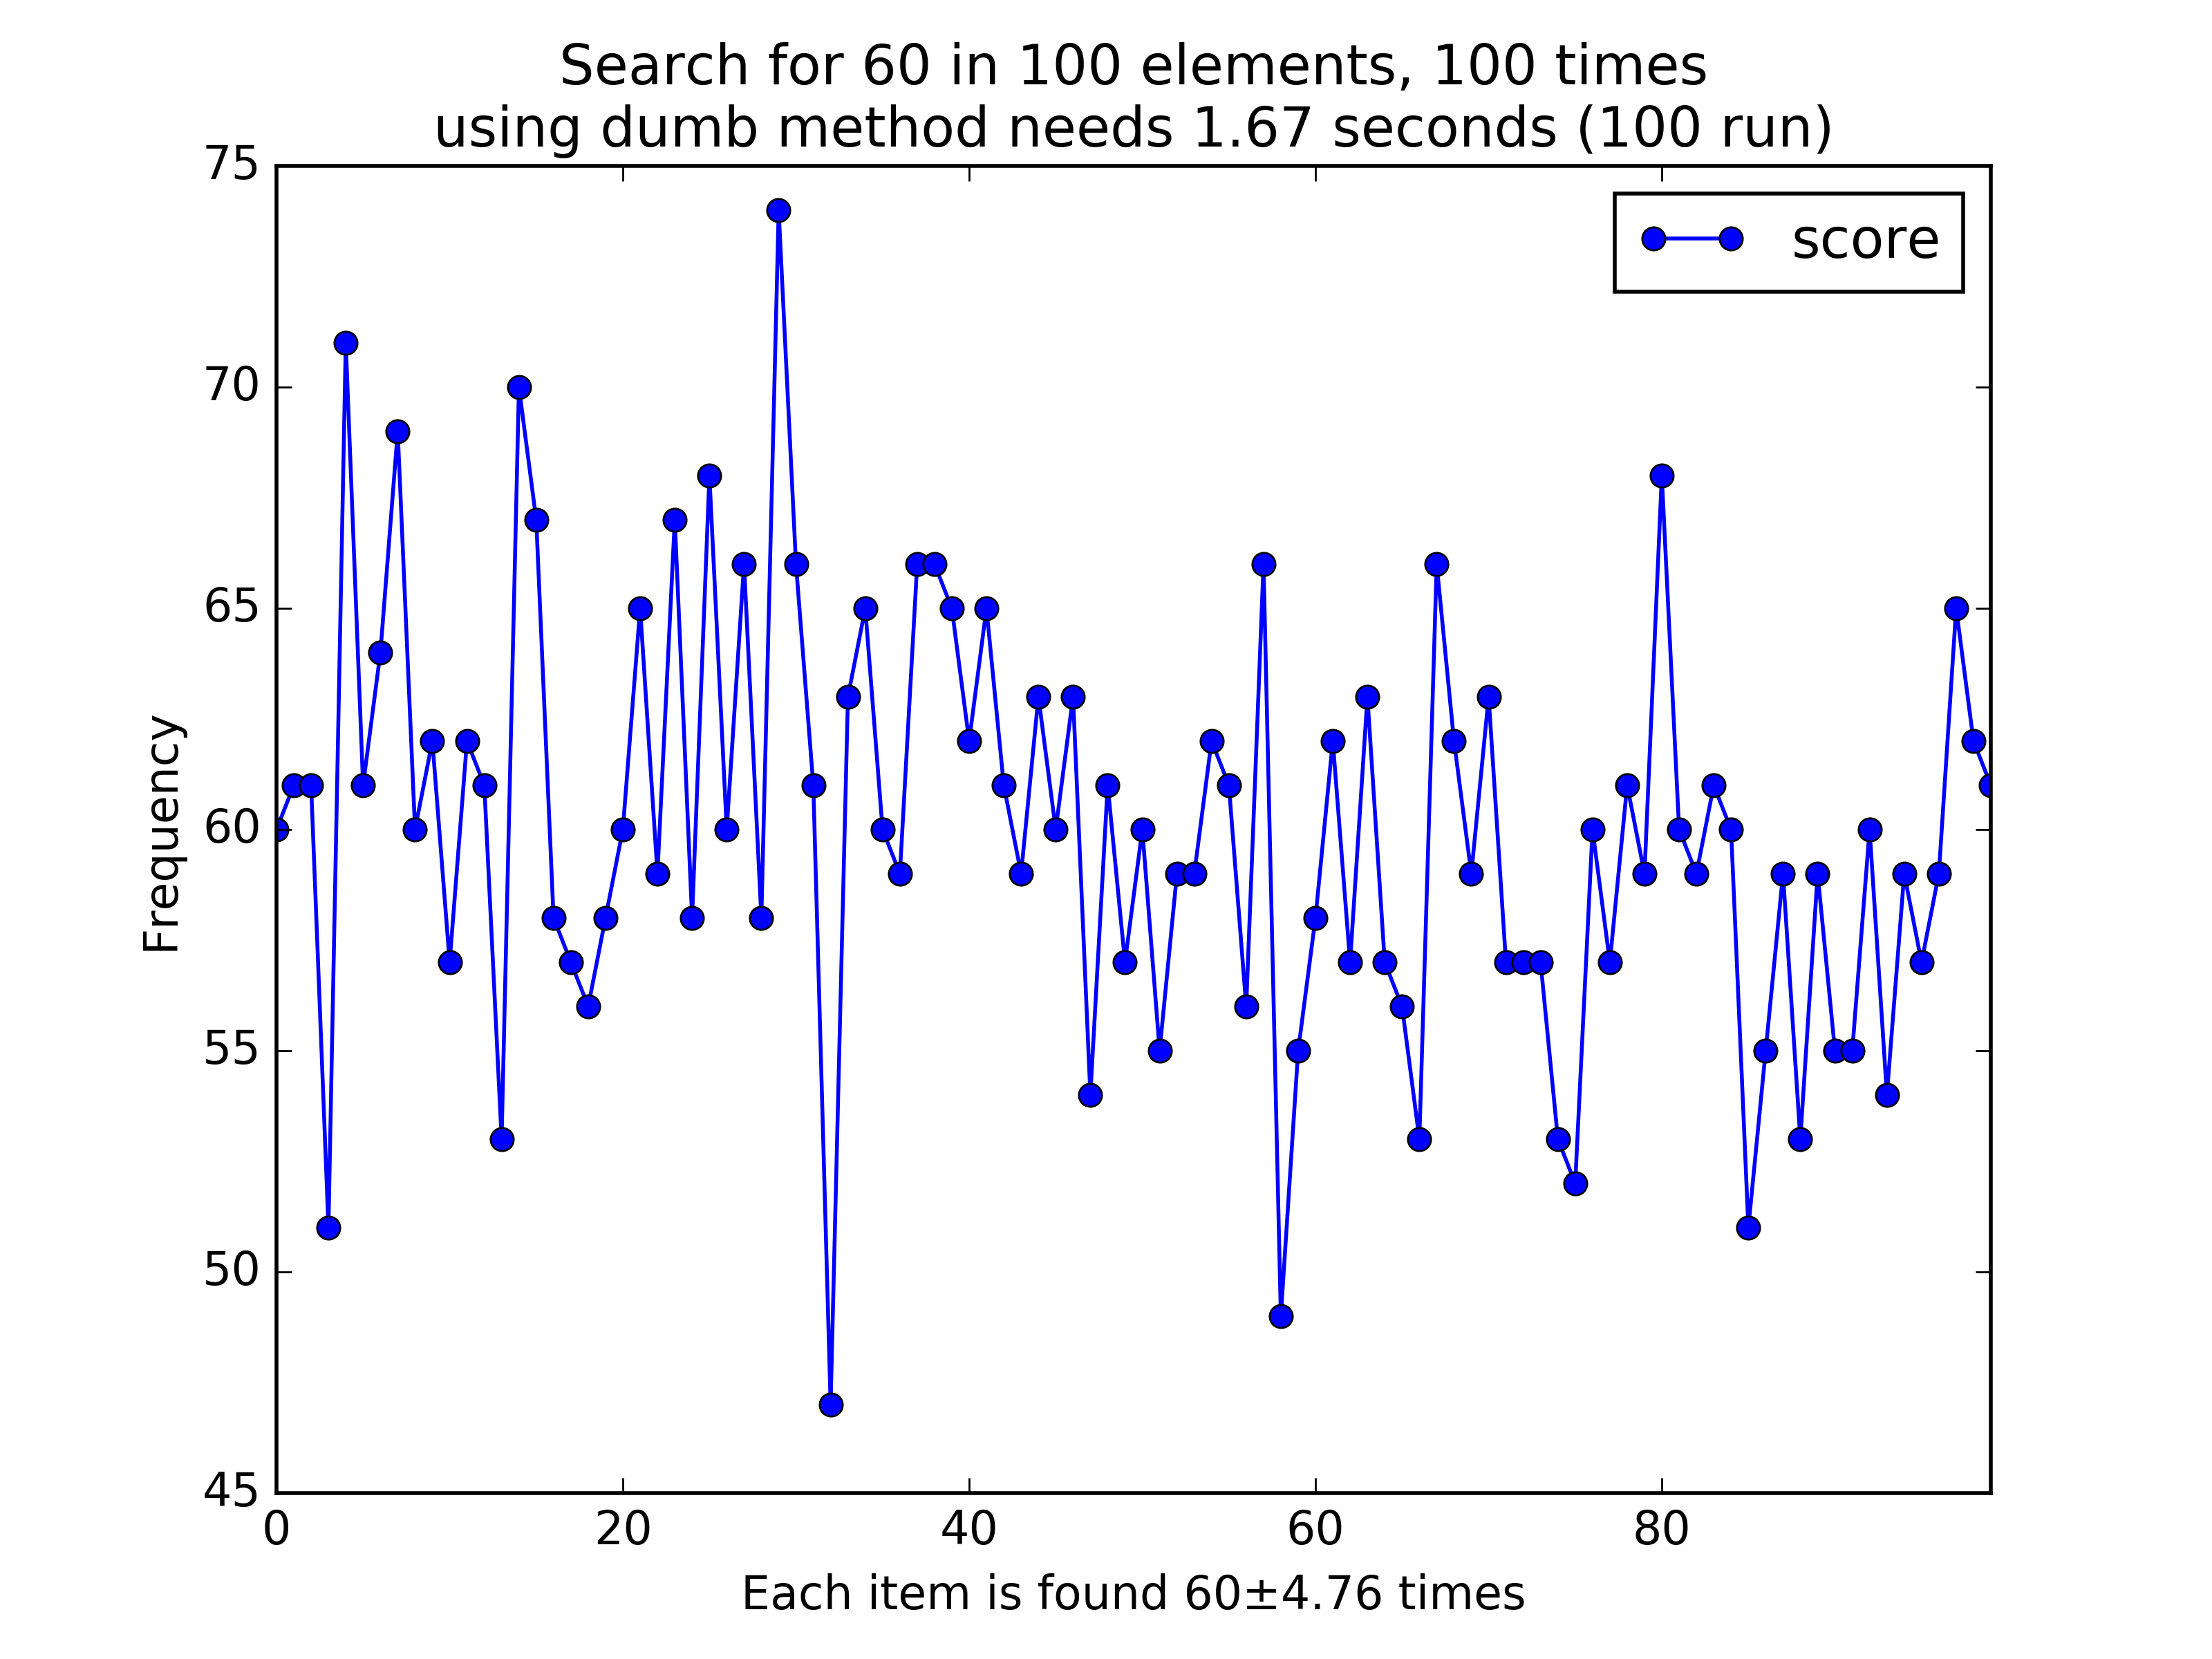 Search for 60 in 100 elements, 100 times
using dumb method needs 1.67 seconds (100 run)
75
score
70
65
60
Frequency
55
50
45
0 20 40 60 80
Each item is found 60±4.76 times